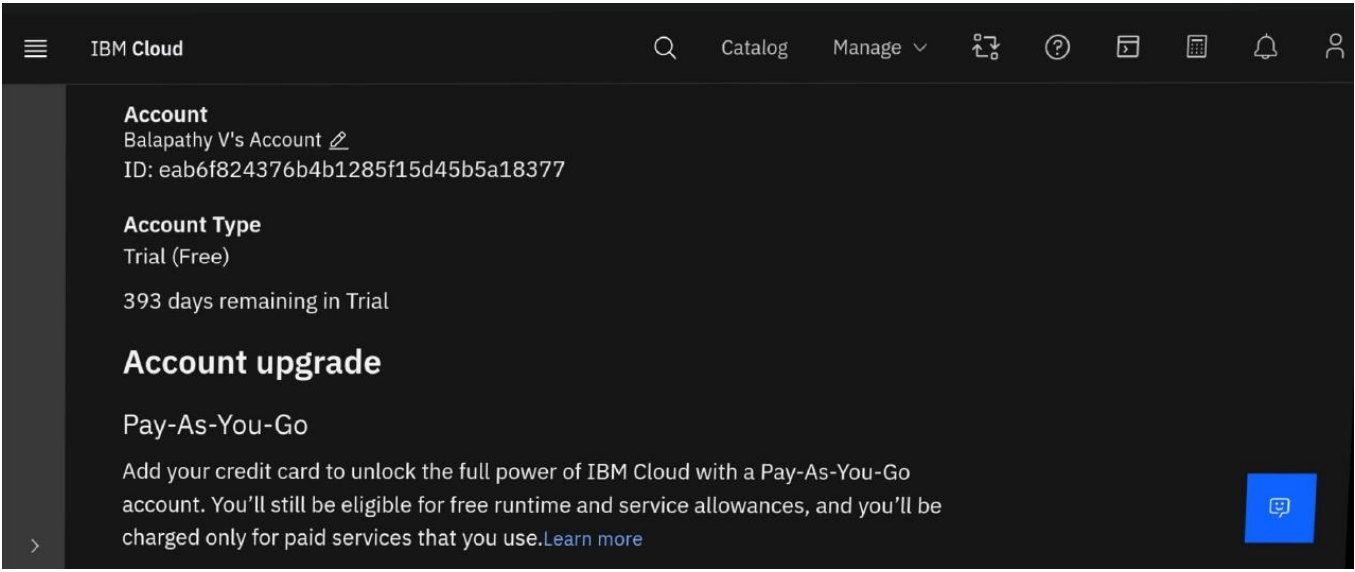 IBM Cloud Catalog Manage
Account
Balapathy V's Account
ID: eab6f824376b4b1285f15d45b5a18377
Account Type
Trial (Free)
393 days remaining in Trial
Account upgrade
Pay-As-You-Go
Add your credit card to unlock the full power of IBM Cloud with a Pay-As-You-Go
account. You’ll still be eligible for free runtime and service allowances, and you’ll be
charged only for paid services that you use.Learn more